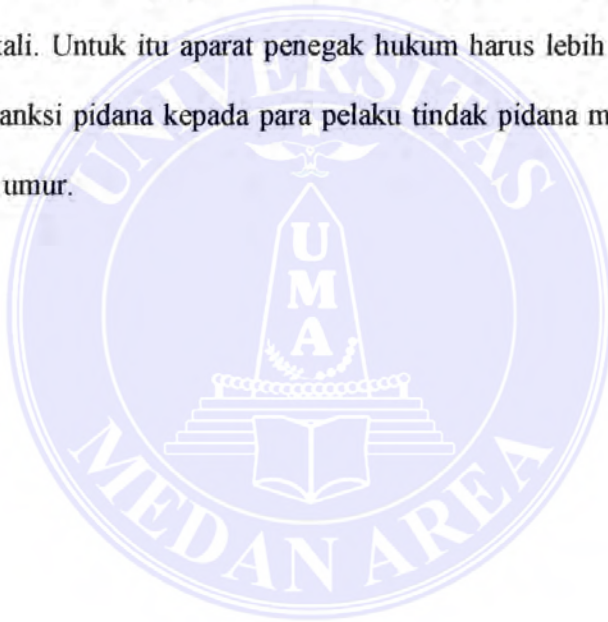 kali. Untuk itu aparat penegak hukum harus lebih
anksi pidana kepada para pelaku tindak pidana m
umur.
UNIVERSITAS
UMA
MEDAN AREA